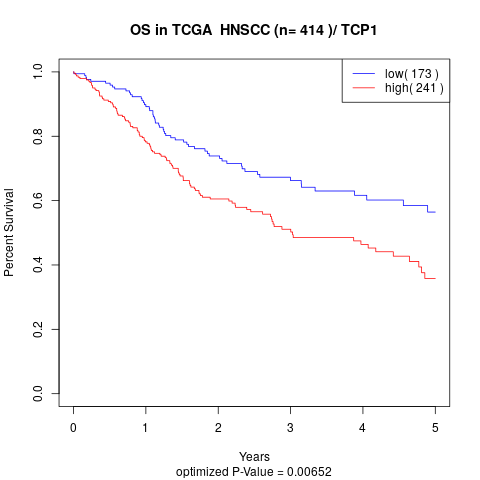 OS in TCGA  HNSCC (n= 414 )/ TCP1
low( 173 )
high( 241 )
Percent Survival
1.0
0.8
0.6
0.4
0.2
0.0
0 1 2 3 4 5
Years
optimized P-Value = 0.00652